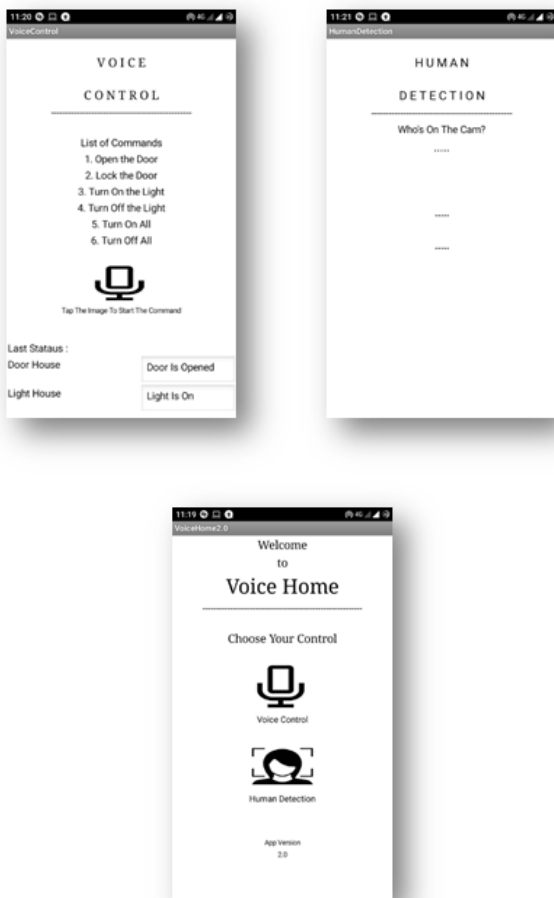 11:20
4G
VoiceControl
VOICE
CONTROL
------------------------------------------------
List of Commands
1. Open the Door
2. Lock the Door
3. Turn On the Light
4. Turn Off the Light
5. Turn On All
6. Turn Off All
Tap The Image To Start The Command
Last Stataus :
Door House
Door Is Opened
Light House
Light Is On
11:21
4G
HumanDetection
HUMAN
DETECTION
------------------------------------------------
Who's On The Cam?
.....
.....
.....
11:19
4G
VoiceHome2.0
Welcome
to
Voice Home
------------------------------------------------
Choose Your Control
Voice Control
Human Detection
App Version
2.0